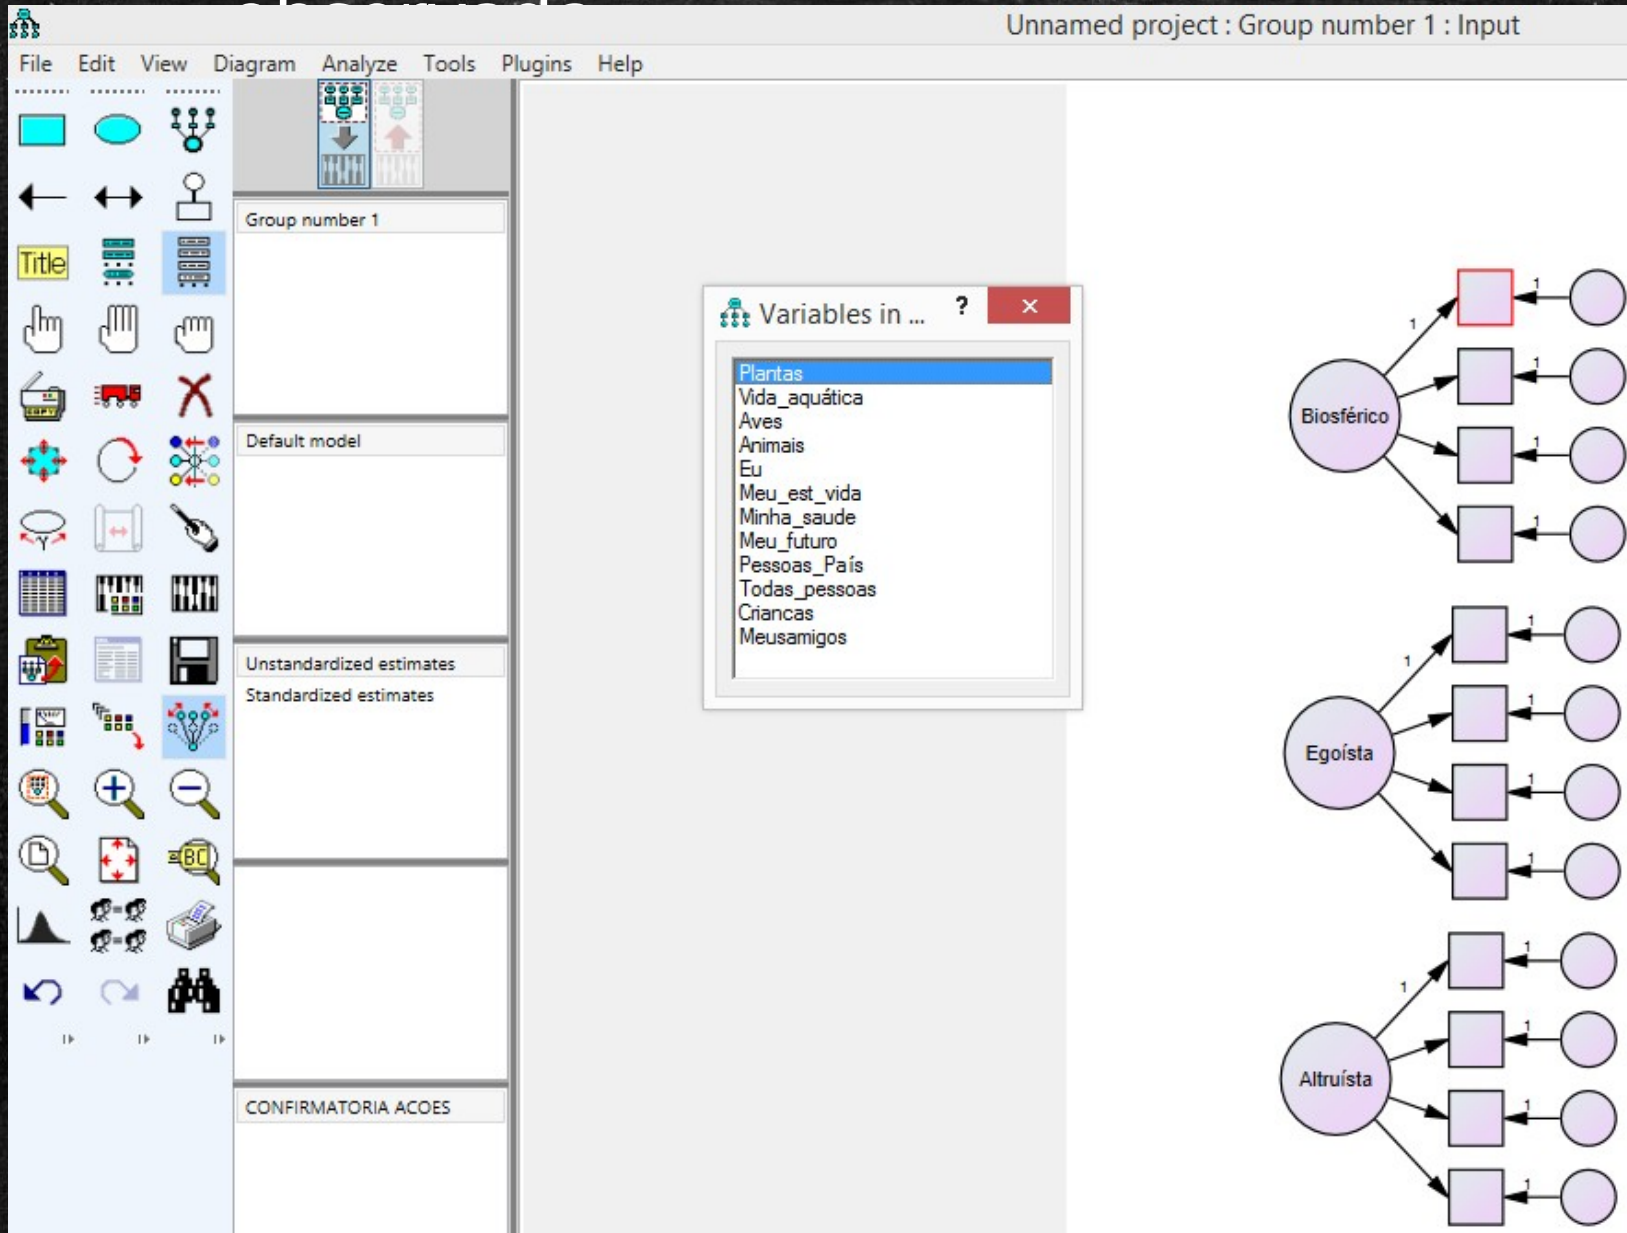 Unnamed project : Group number 1 : Input
File Edit View Diagram Analyze Tools Plugins Help
Title
COPY
γ
BC
Group number 1
Default model
Unstandardized estimates
Standardized estimates
CONFIRMATORIA ACOES
Variables in ... ?
Plantas
Vida_aquática
Aves
Animais
Eu
Meu_est_vida
Minha_saude
Meu_futuro
Pessoas_País
Todas_pessoas
Criancas
Meusamigos
Biosférico
1
1
1
1
1
Egoísta
1
1
1
1
1
Altruísta
1
1
1
1
1